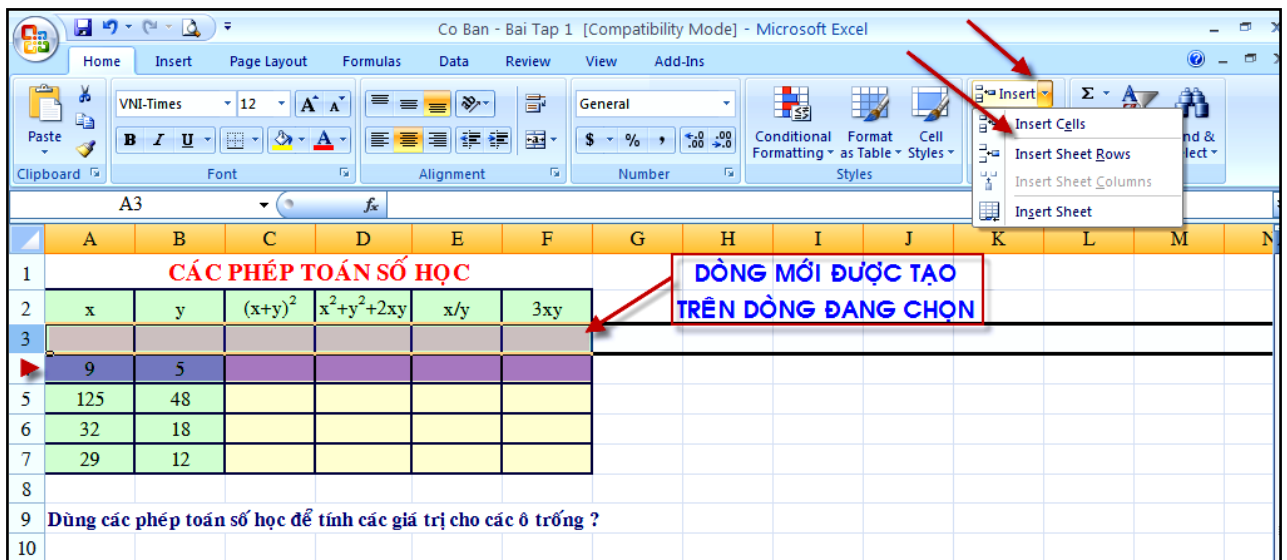 Co Ban - Bai Tap 1 [Compatibility Mode] - Microsoft Excel
Home Insert Page Layout Formulas Data Review View Add-Ins
VNI-Times 12 A A General Insert Σ
Paste B I U A $ % , .0 .00 .00 .0 Conditional Formatting Format as Table Cell Styles
Clipboard Font Alignment Number Styles
Insert Cells
Insert Sheet Rows
Insert Sheet Columns
Insert Sheet
A3 fx
A B C D E F G H I J K L M N
1 CÁC PHÉP TOÁN SỐ HỌC
DÒNG MỚI ĐƯỢC TẠO
TRÊN DÒNG ĐANG CHỌN
2 x y (x+y)² x²+y²+2xy x/y 3xy
3
9 5
5 125 48
6 32 18
7 29 12
8
9 Dùng các phép toán số học để tính các giá trị cho các ô trống ?
10